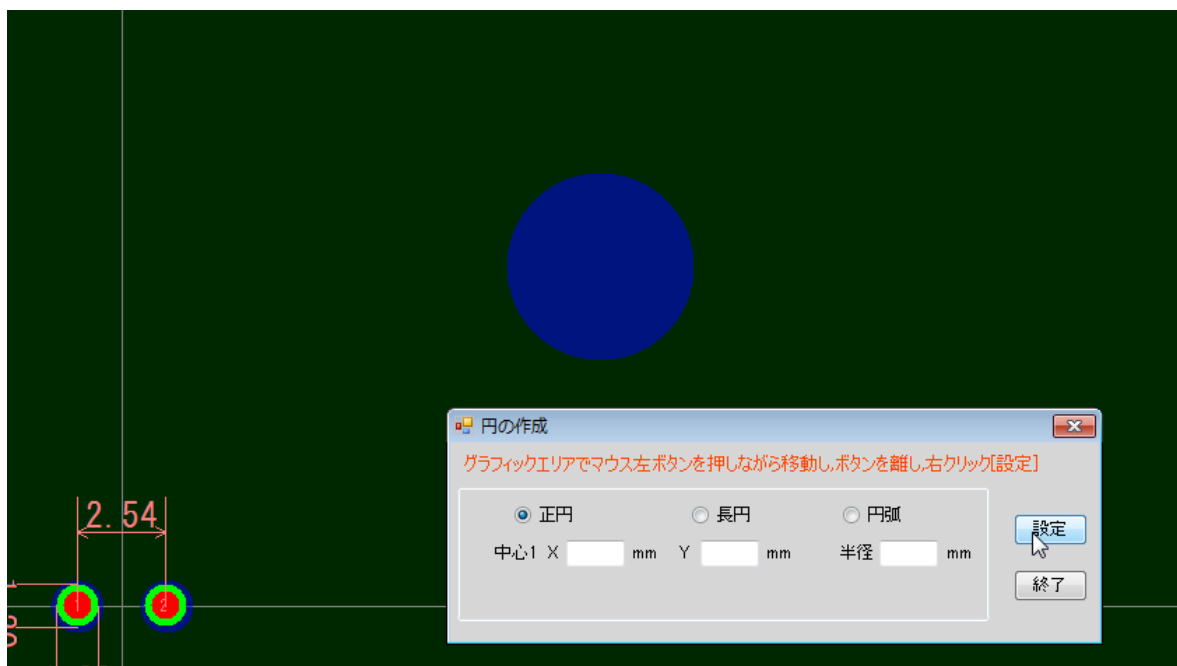 円の作成
グラフィックエリアでマウス左ボタンを押しながら移動し,ボタンを離し,右クリック[設定]
正円 長円 円弧
設定
中心1 X mm Y mm 半径 mm
終了
2.54
1 2